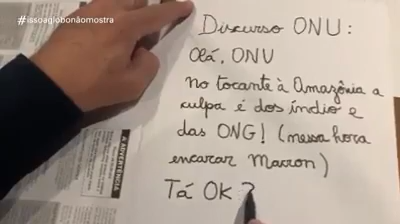 #issoaglobonãomostra
Discurso ONU:
Olá, ONU
No tocante à Amazônia a
culpa é dos índio e
das ONG! (nessa hora
encarar Macron)
Tá OK?
A ADVERTÊNCIA